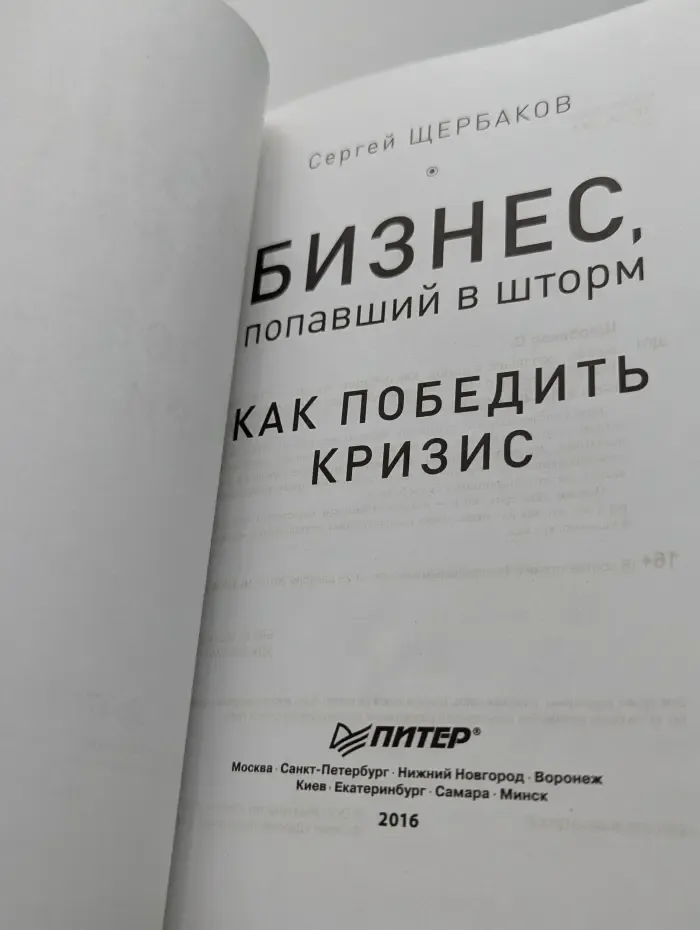 Сергей ЩЕРБАКОВ
БИЗНЕС,
попавший в шторм
КАК ПОБЕДИТЬ
КРИЗИС
ПИТЕР®
Москва · Санкт-Петербург · Нижний Новгород · Воронеж
Киев · Екатеринбург · Самара · Минск
2016
16+